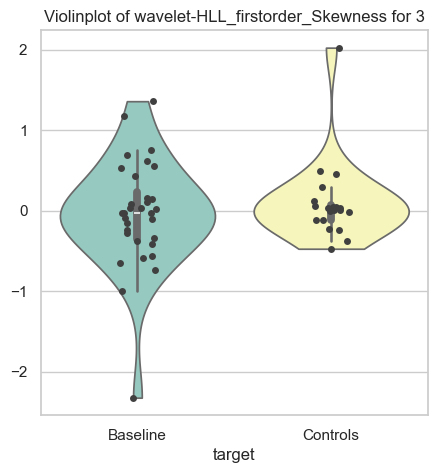 Violinplot of wavelet-HLL_firstorder_Skewness for 3
2
1
0
−1
−2
Baseline
Controls
target